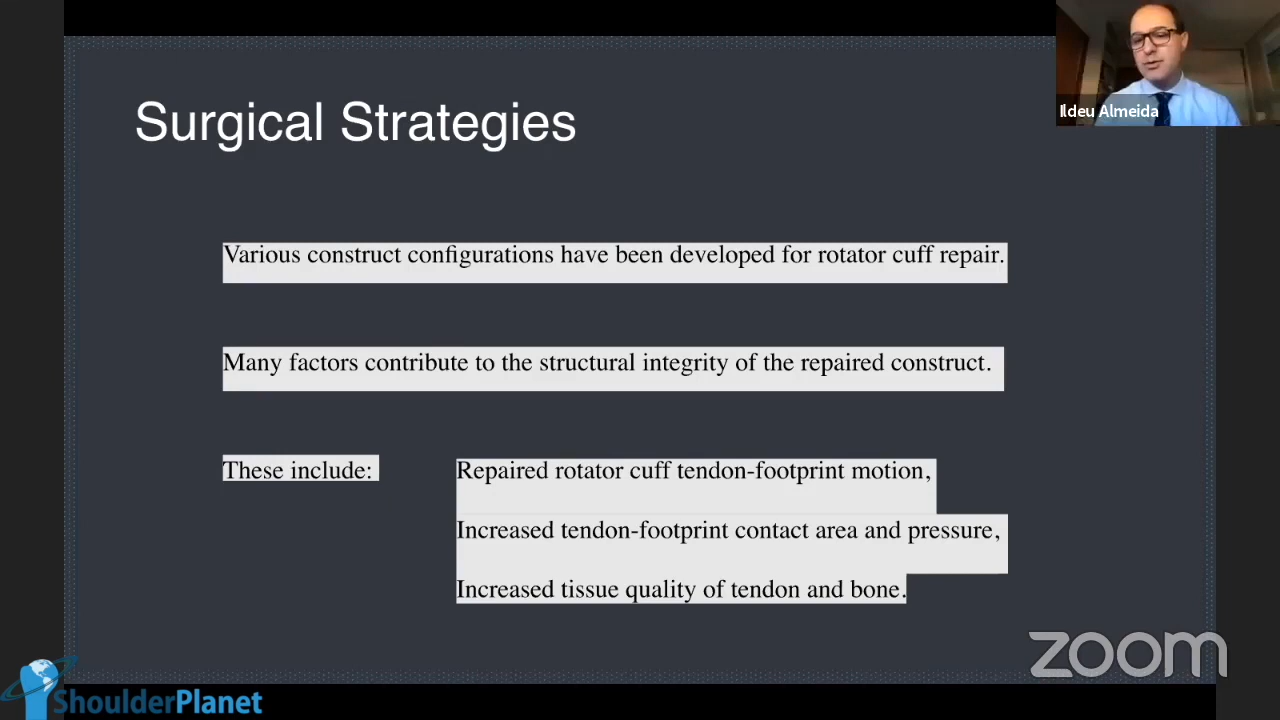 Surgical Strategies
Ildeu Almeida
Various construct configurations have been developed for rotator cuff repair.
Many factors contribute to the structural integrity of the repaired construct.
These include:
Repaired rotator cuff tendon-footprint motion,
Increased tendon-footprint contact area and pressure,
Increased tissue quality of tendon and bone.
zoom
ShoulderPlanet